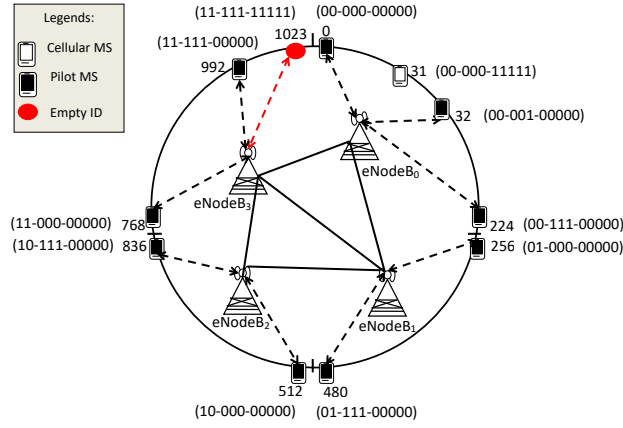 (11-111-11111)
(00-000-00000)
Legends:
Cellular MS
Pilot MS
Empty ID
1023
0
(11-111-00000)
992
31 (00-000-11111)
32 (00-001-00000)
eNodeB0
eNodeB3
(11-000-00000)
768
224 (00-111-00000)
(10-111-00000)
836
256 (01-000-00000)
eNodeB2
eNodeB1
512
480
(10-000-00000)
(01-111-00000)